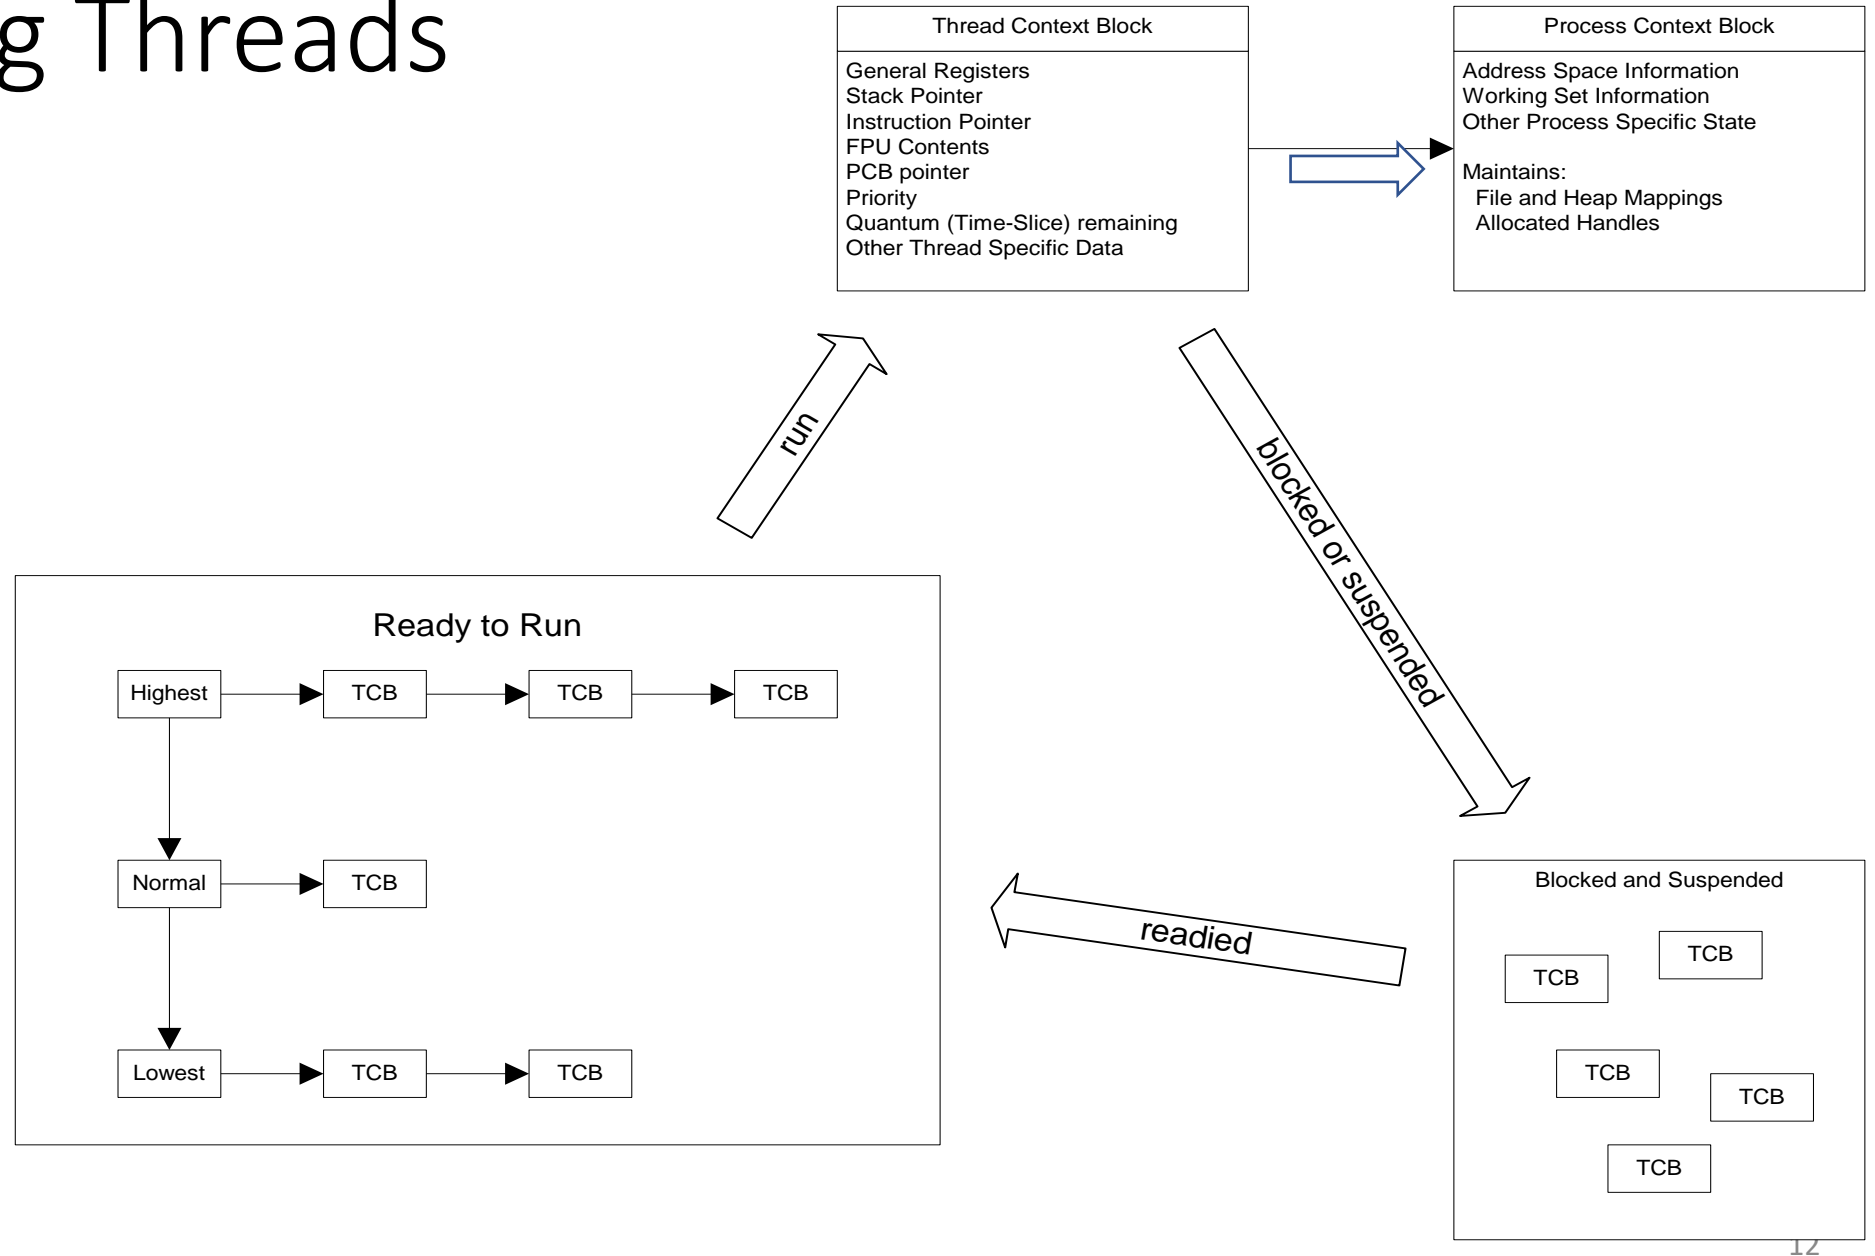 g Threads
Thread Context Block
General Registers
Stack Pointer
Instruction Pointer
FPU Contents
PCB pointer
Priority
Quantum (Time-Slice) remaining
Other Thread Specific Data
Process Context Block
Address Space Information
Working Set Information
Other Process Specific State
Maintains:
File and Heap Mappings
Allocated Handles
run
blocked or suspended
Ready to Run
Highest
TCB
TCB
TCB
Normal
TCB
Lowest
TCB
TCB
readied
Blocked and Suspended
TCB
TCB
TCB
TCB
TCB
12